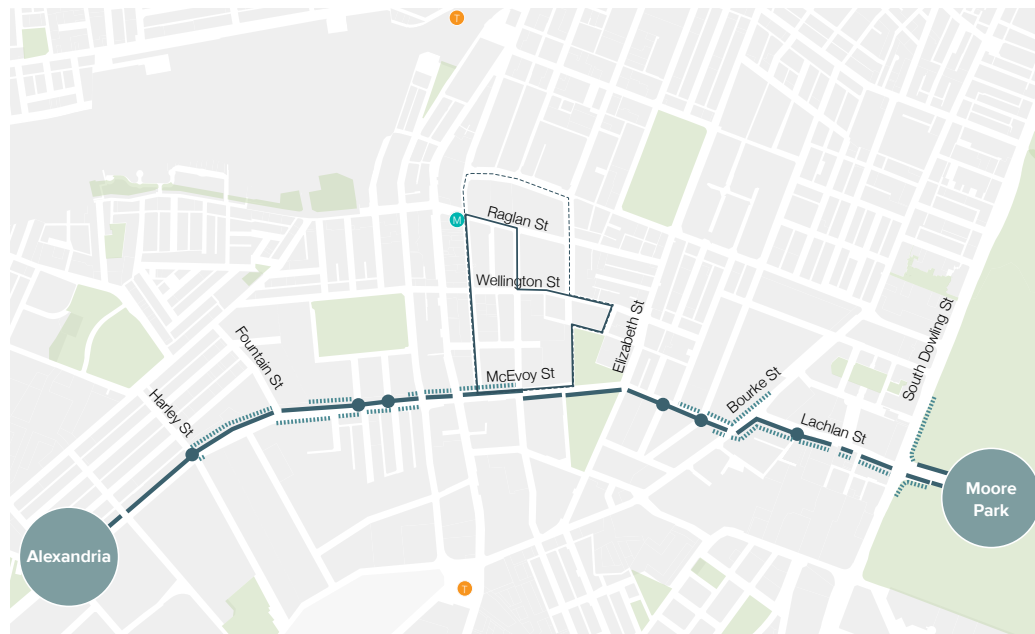 T
M
Raglan St
Wellington St
Elizabeth St
South Dowling St
Fountain St
McEvoy St
Bourke St
Harley St
Lachlan St
Moore
Park
Alexandria
T